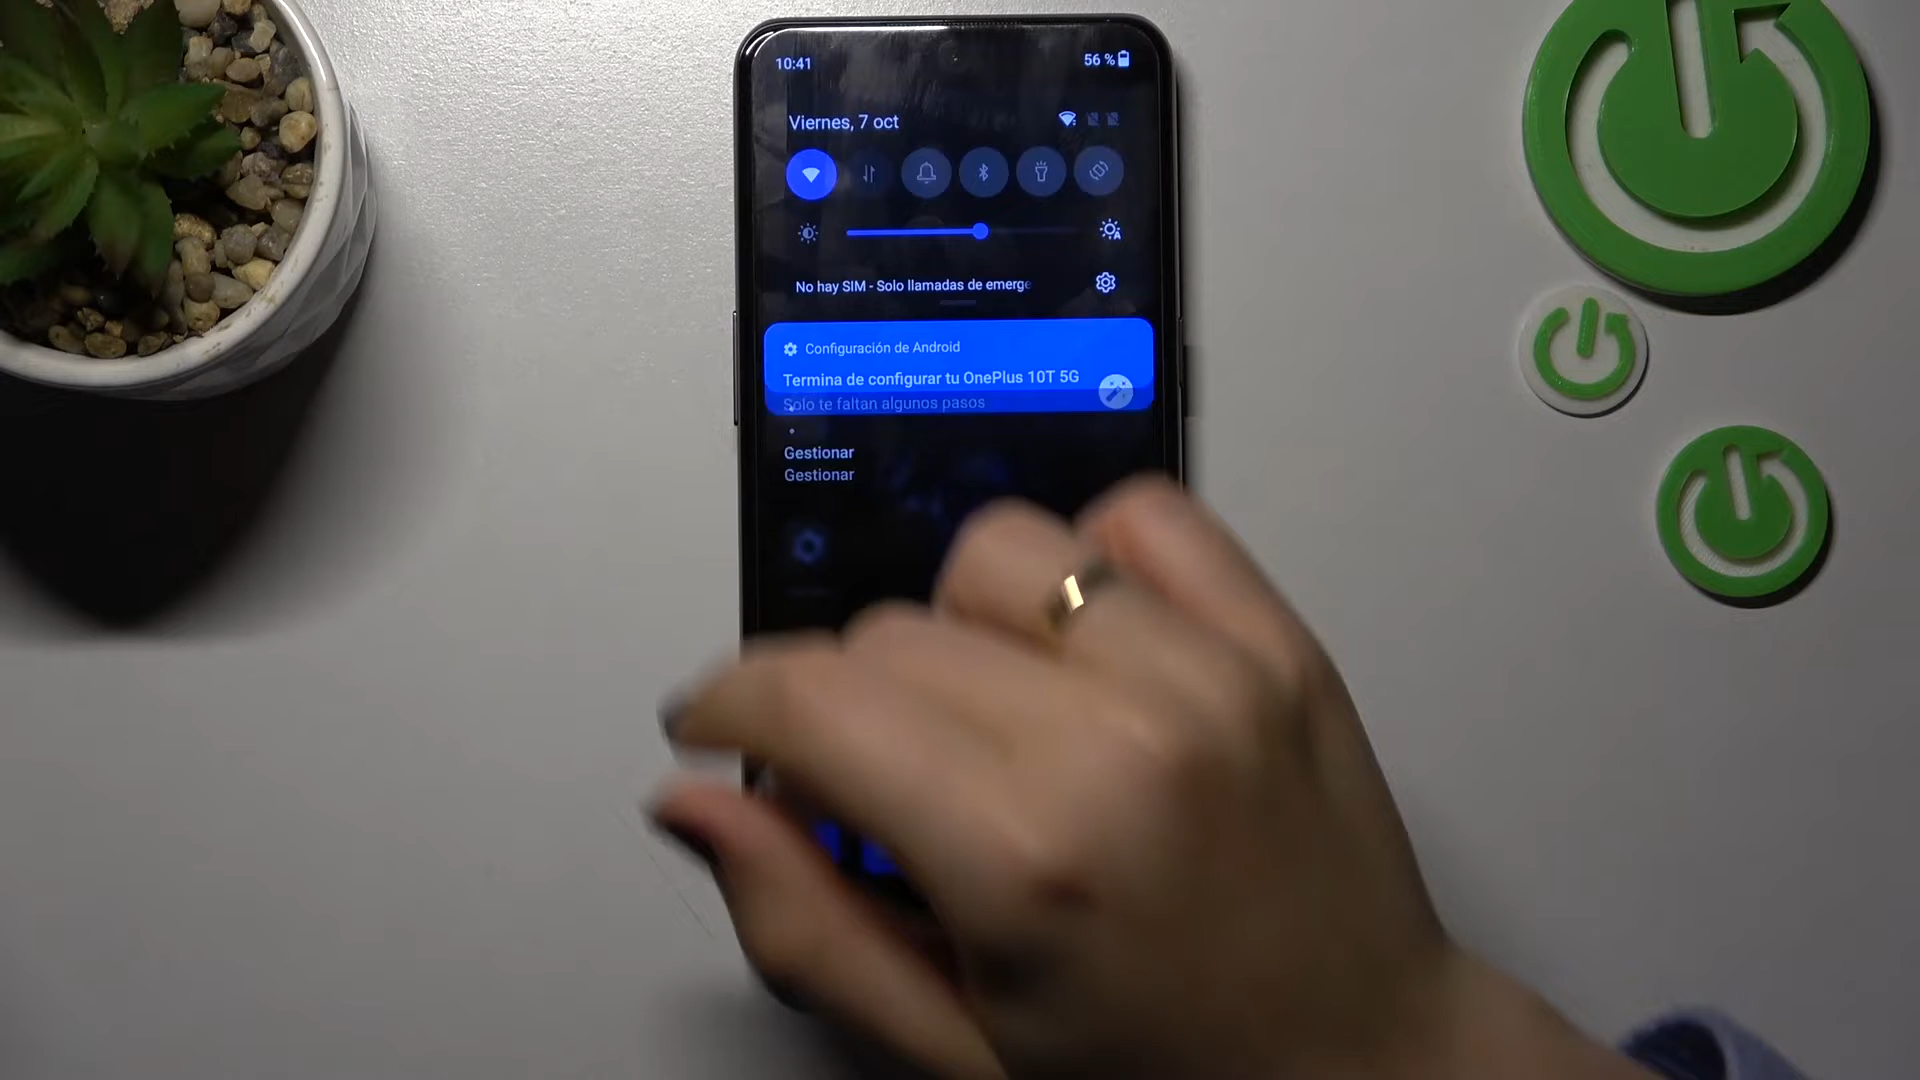 10:41
56 %
Viernes, 7 oct
No hay SIM - Solo llamadas de emerge
Configuración de Android
Termina de configurar tu OnePlus 10T 5G
Solo te faltan algunos pasos
Gestionar
Gestionar